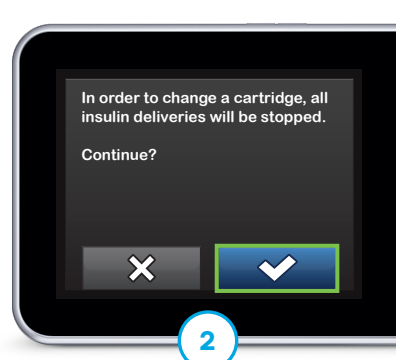 In order to change a cartridge, all
insulin deliveries will be stopped.
Continue?
2